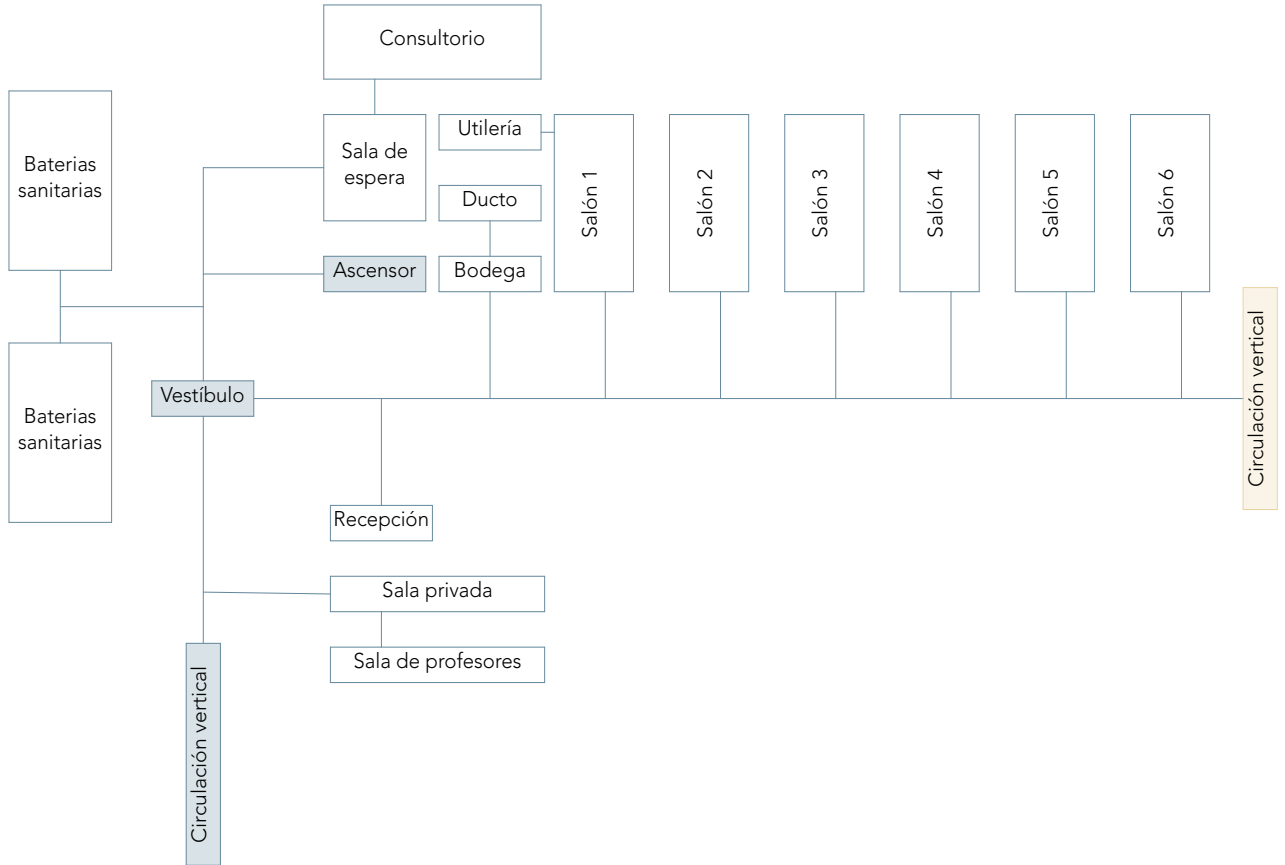 Consultorio
Baterias
sanitarias
Sala de
espera
Utilería
Ducto
Ascensor
Bodega
Salón 1
Salón 2
Salón 3
Salón 4
Salón 5
Salón 6
Circulación vertical
Vestíbulo
Baterias
sanitarias
Recepción
Sala privada
Sala de profesores
Circulación vertical